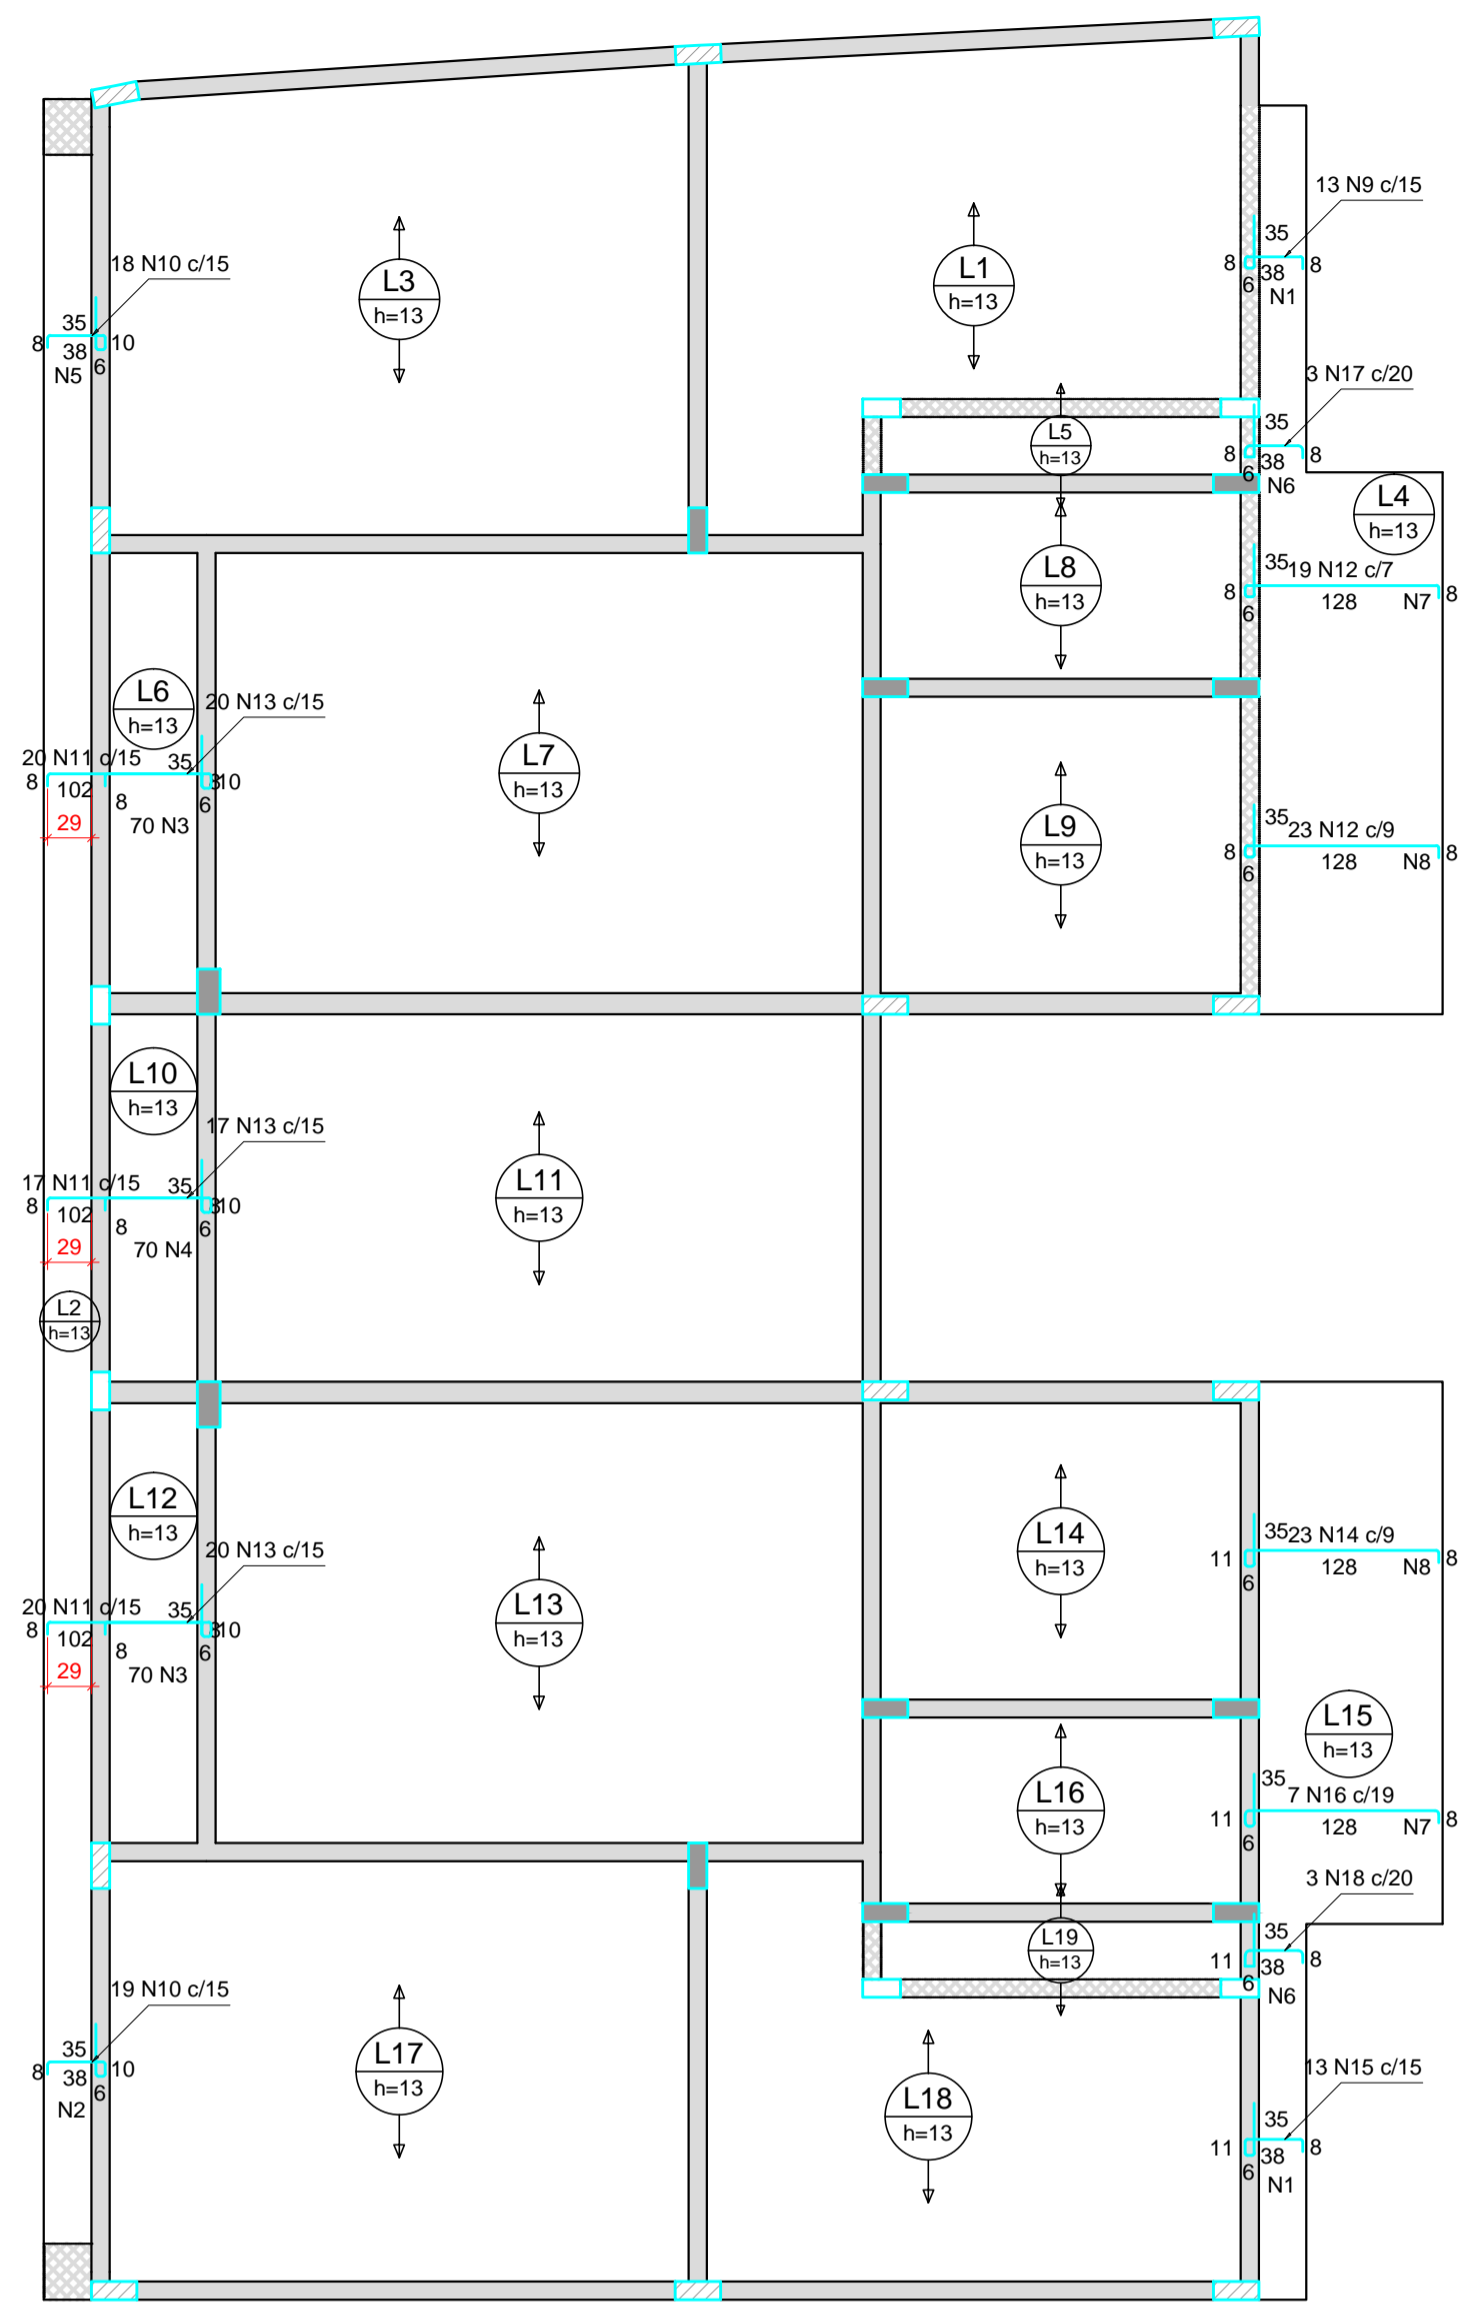 13 N9 c/15
35
8
38
8
6
N1
18 N10 c/15
L3
h=13
L1
h=13
35
8
38
10
6
N5
3 N17 c/20
35
L5
h=13
8
38
8
6
N6
L4
h=13
35
19 N12 c/7
L8
h=13
8
128
N7
8
6
L6
h=13
20 N13 c/15
20 N11 c/15
35
L7
h=13
8
102
8
10
6
29
70 N3
35
23 N12 c/9
L9
h=13
8
128
N8
8
6
L10
h=13
17 N13 c/15
17 N11 c/15
35
L11
h=13
8
102
8
10
6
29
70 N4
L2
h=13
L12
h=13
20 N13 c/15
20 N11 c/15
35
L13
h=13
8
102
8
10
6
29
70 N3
L14
h=13
35
23 N14 c/9
11
128
N8
8
6
L15
h=13
L16
h=13
35
7 N16 c/19
11
128
N7
8
6
3 N18 c/20
35
L19
h=13
11
38
8
6
N6
19 N10 c/15
35
8
38
10
6
N2
L17
h=13
L18
h=13
13 N15 c/15
35
11
38
8
6
N1